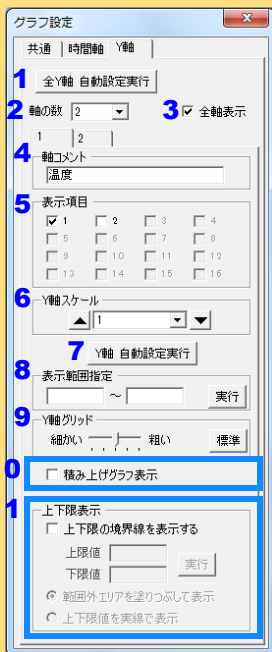 グラフ設定
共通 時間軸 Y軸
1 全Y軸 自動設定実行
2 軸の数 2 3 全軸表示
1 2
4 軸コメント
温度
5 表示項目
1 2 3 4
5 6 7 8
9 10 11 12
13 14 15 16
6 Y軸スケール
1
7 Y軸 自動設定実行
8 表示範囲指定
～ 実行
9 Y軸グリッド
細かい 粗い 標準
0 積み上げグラフ表示
1 上下限表示
上下限の境界線を表示する
上限値
実行
下限値
範囲外エリアを塗りつぶして表示
上下限値を実線で表示